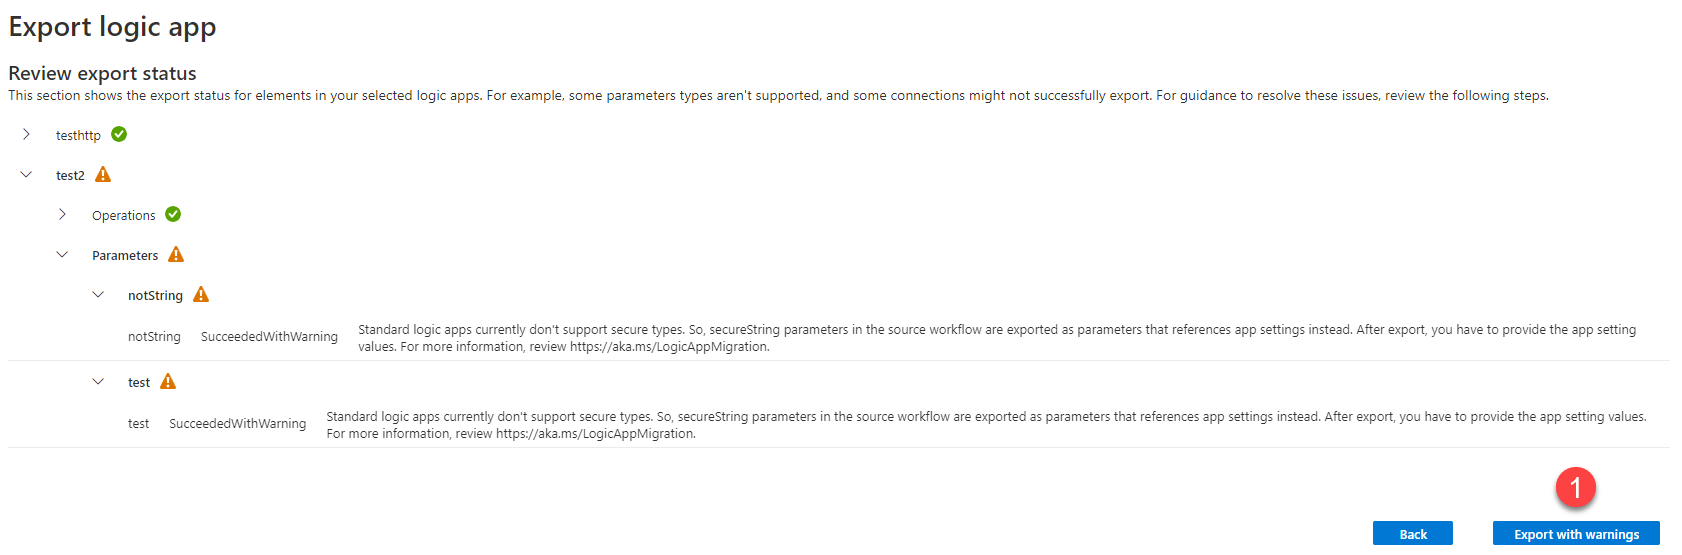 Export logic app
Review export status
This section shows the export status for elements in your selected logic apps. For example, some parameters types aren't supported, and some connections might not successfully export. For guidance to resolve these issues, review the following steps.
testhttp
test2
Operations
Parameters
notString
notString SucceededWithWarning Standard logic apps currently don't support secure types. So, secureString parameters in the source workflow are exported as parameters that references app settings instead. After export, you have to provide the app setting
values. For more information, review https://aka.ms/LogicAppMigration.
test
test SucceededWithWarning Standard logic apps currently don't support secure types. So, secureString parameters in the source workflow are exported as parameters that references app settings instead. After export, you have to provide the app setting values.
For more information, review https://aka.ms/LogicAppMigration.
1
Back Export with warnings